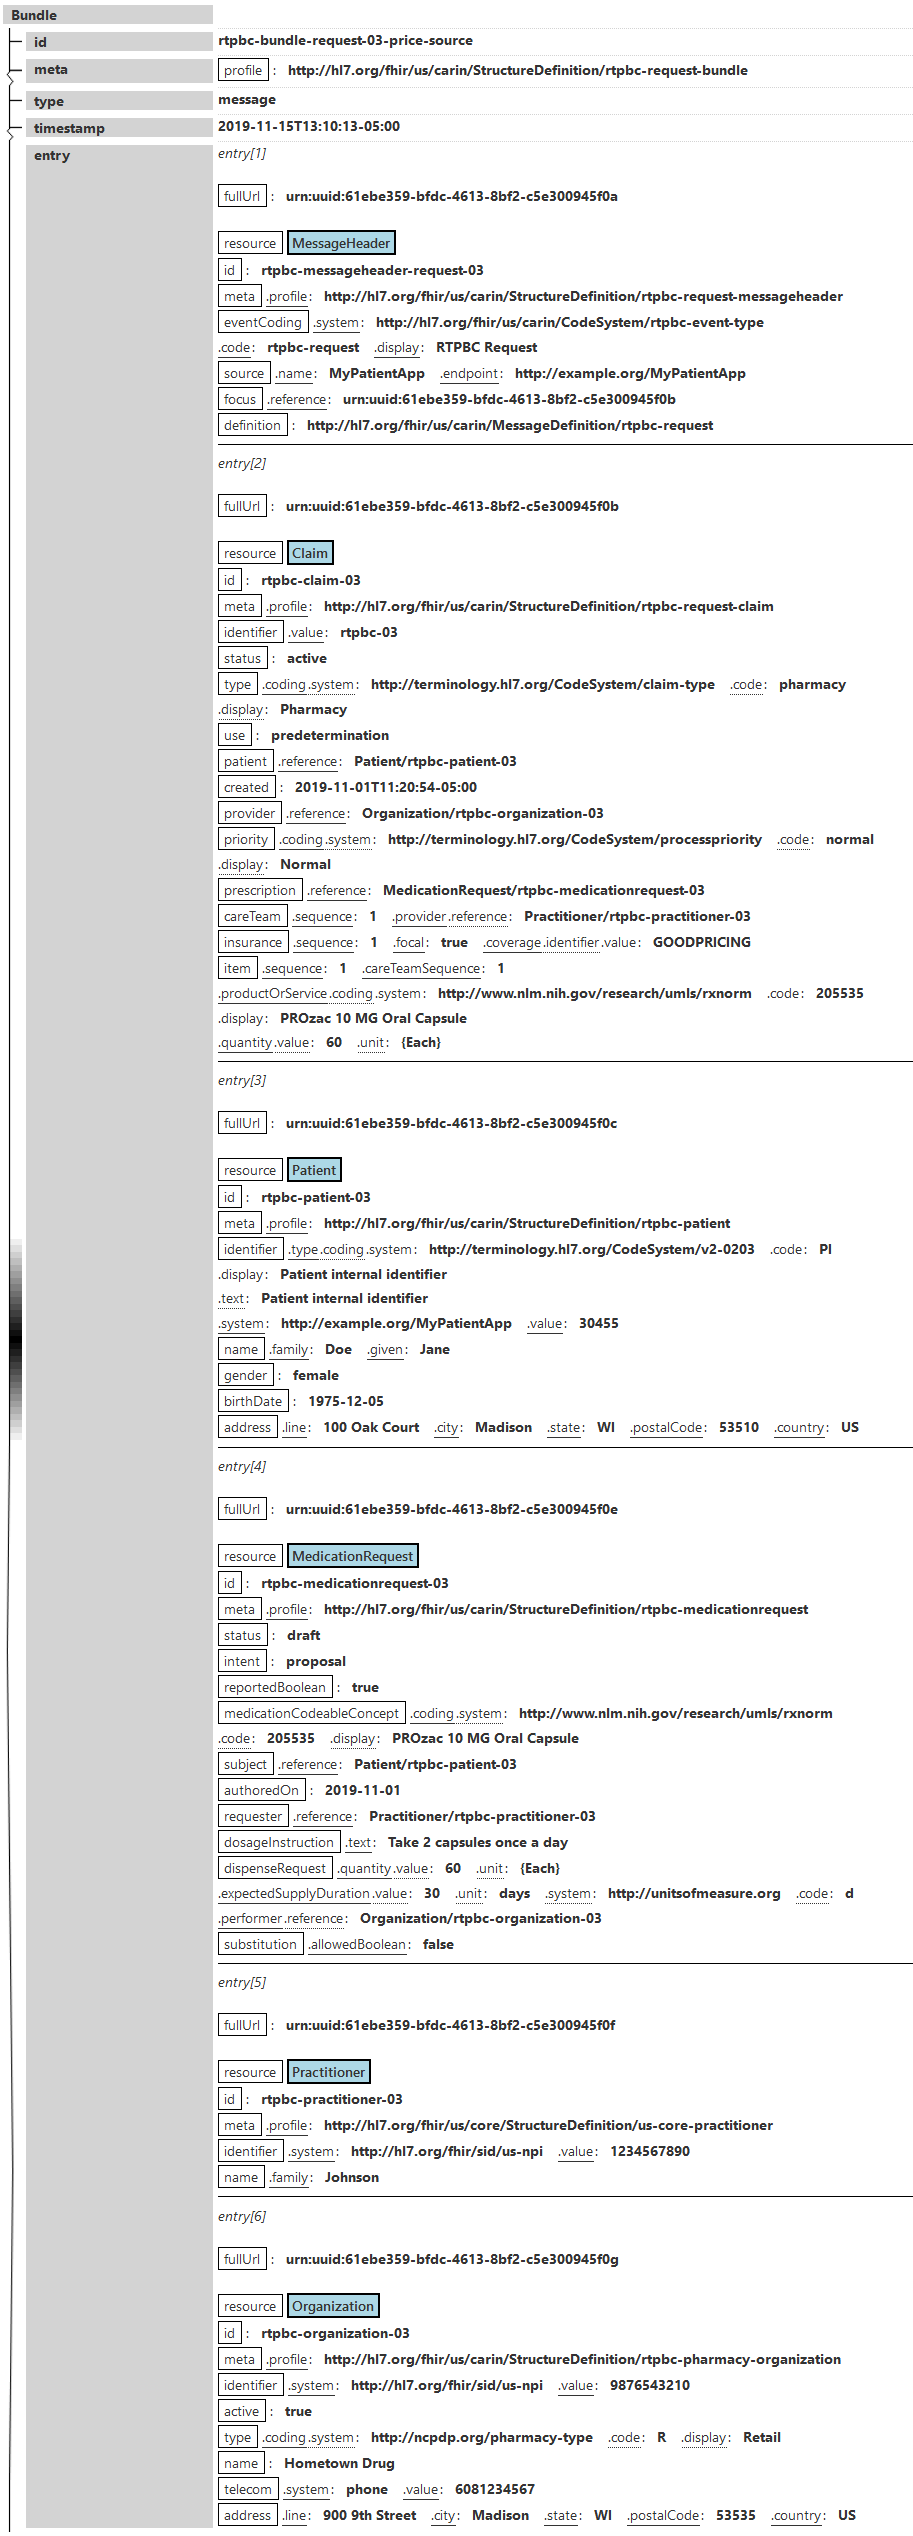 Bundle
id rtpbc-bundle-request-03-price-source
meta profile : http://hl7.org/fhir/us/carin/StructureDefinition/rtpbc-request-bundle
type message
timestamp 2019-11-15T13:10:13-05:00
entry entry[1]
fullUrl : urn:uuid:61ebe359-bfdc-4613-8bf2-c5e300945f0a
resource MessageHeader
id : rtpbc-messageheader-request-03
meta .profile: http://hl7.org/fhir/us/carin/StructureDefinition/rtpbc-request-messageheader
eventCoding .system: http://hl7.org/fhir/us/carin/CodeSystem/rtpbc-event-type
.code: rtpbc-request .display: RTPBC Request
source .name: MyPatientApp .endpoint: http://example.org/MyPatientApp
focus .reference: urn:uuid:61ebe359-bfdc-4613-8bf2-c5e300945f0b
definition : http://hl7.org/fhir/us/carin/MessageDefinition/rtpbc-request
entry[2]
fullUrl : urn:uuid:61ebe359-bfdc-4613-8bf2-c5e300945f0b
resource Claim
id : rtpbc-claim-03
meta .profile: http://hl7.org/fhir/us/carin/StructureDefinition/rtpbc-request-claim
identifier .value: rtpbc-03
status : active
type .coding.system: http://terminology.hl7.org/CodeSystem/claim-type .code: pharmacy
.display: Pharmacy
use : predetermination
patient .reference: Patient/rtpbc-patient-03
created : 2019-11-01T11:20:54-05:00
provider .reference: Organization/rtpbc-organization-03
priority .coding.system: http://terminology.hl7.org/CodeSystem/processpriority .code: normal
.display: Normal
prescription .reference: MedicationRequest/rtpbc-medicationrequest-03
careTeam .sequence: 1 .provider.reference: Practitioner/rtpbc-practitioner-03
insurance .sequence: 1 .focal: true .coverage.identifier.value: GOODPRICING
item .sequence: 1 .careTeamSequence: 1
.productOrService.coding.system: http://www.nlm.nih.gov/research/umls/rxnorm .code: 205535
.display: PROzac 10 MG Oral Capsule
.quantity.value: 60 .unit: {Each}
entry[3]
fullUrl : urn:uuid:61ebe359-bfdc-4613-8bf2-c5e300945f0c
resource Patient
id : rtpbc-patient-03
meta .profile: http://hl7.org/fhir/us/carin/StructureDefinition/rtpbc-patient
identifier .type.coding.system: http://terminology.hl7.org/CodeSystem/v2-0203 .code: PI
.display: Patient internal identifier
.text: Patient internal identifier
.system: http://example.org/MyPatientApp .value: 30455
name .family: Doe .given: Jane
gender : female
birthDate : 1975-12-05
address .line: 100 Oak Court .city: Madison .state: WI .postalCode: 53510 .country: US
entry[4]
fullUrl : urn:uuid:61ebe359-bfdc-4613-8bf2-c5e300945f0e
resource MedicationRequest
id : rtpbc-medicationrequest-03
meta .profile: http://hl7.org/fhir/us/carin/StructureDefinition/rtpbc-medicationrequest
status : draft
intent : proposal
reportedBoolean : true
medicationCodeableConcept .coding.system: http://www.nlm.nih.gov/research/umls/rxnorm
.code: 205535 .display: PROzac 10 MG Oral Capsule
subject .reference: Patient/rtpbc-patient-03
authoredOn : 2019-11-01
requester .reference: Practitioner/rtpbc-practitioner-03
dosageInstruction .text: Take 2 capsules once a day
dispenseRequest .quantity.value: 60 .unit: {Each}
.expectedSupplyDuration.value: 30 .unit: days .system: http://unitsofmeasure.org .code: d
.performer.reference: Organization/rtpbc-organization-03
substitution .allowedBoolean: false
entry[5]
fullUrl : urn:uuid:61ebe359-bfdc-4613-8bf2-c5e300945f0f
resource Practitioner
id : rtpbc-practitioner-03
meta .profile: http://hl7.org/fhir/us/core/StructureDefinition/us-core-practitioner
identifier .system: http://hl7.org/fhir/sid/us-npi .value: 1234567890
name .family: Johnson
entry[6]
fullUrl : urn:uuid:61ebe359-bfdc-4613-8bf2-c5e300945f0g
resource Organization
id : rtpbc-organization-03
meta .profile: http://hl7.org/fhir/us/carin/StructureDefinition/rtpbc-pharmacy-organization
identifier .system: http://hl7.org/fhir/sid/us-npi .value: 9876543210
active : true
type .coding.system: http://ncpdp.org/pharmacy-type .code: R .display: Retail
name : Hometown Drug
telecom .system: phone .value: 6081234567
address .line: 900 9th Street .city: Madison .state: WI .postalCode: 53535 .country: US